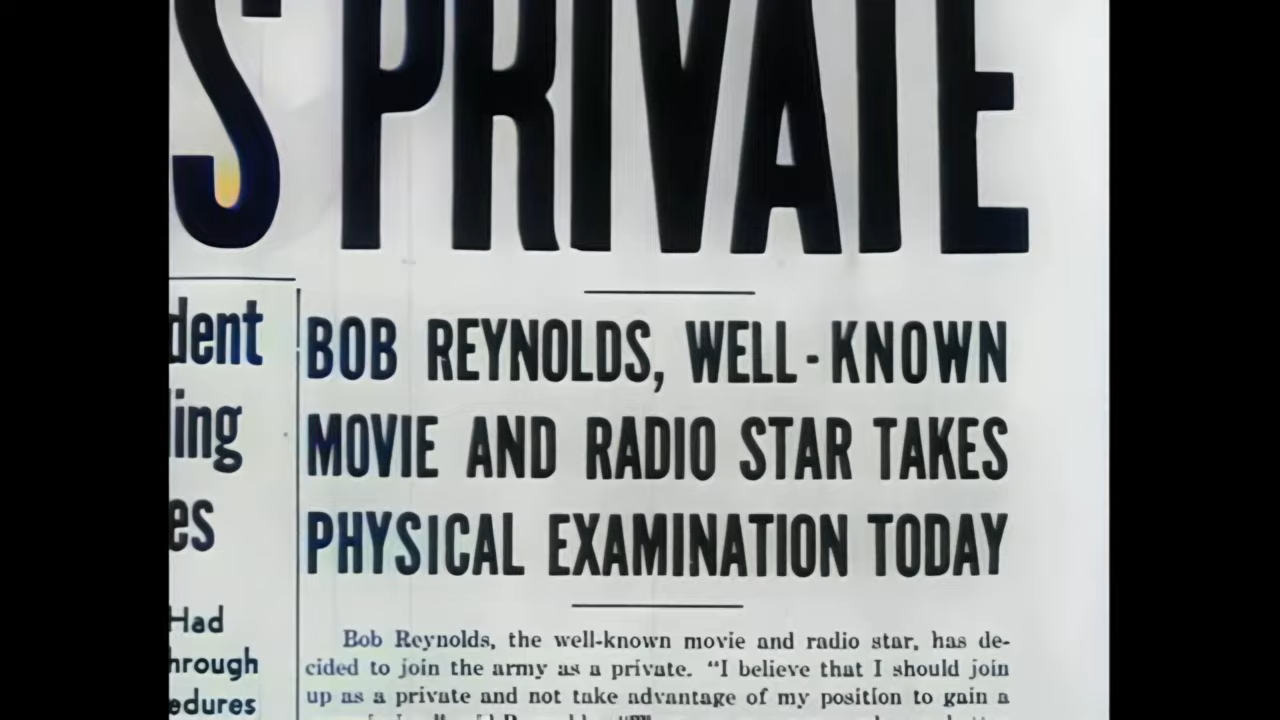 S PRIVATE
dent
ling
es
Had
hrough
edures
BOB REYNOLDS, WELL-KNOWN
MOVIE AND RADIO STAR TAKES
PHYSICAL EXAMINATION TODAY
Bob Reynolds, the well-known movie and radio star, has de-
cided to join the army as a private. "I believe that I should join
up as a private and not take advantage of my position to gain a